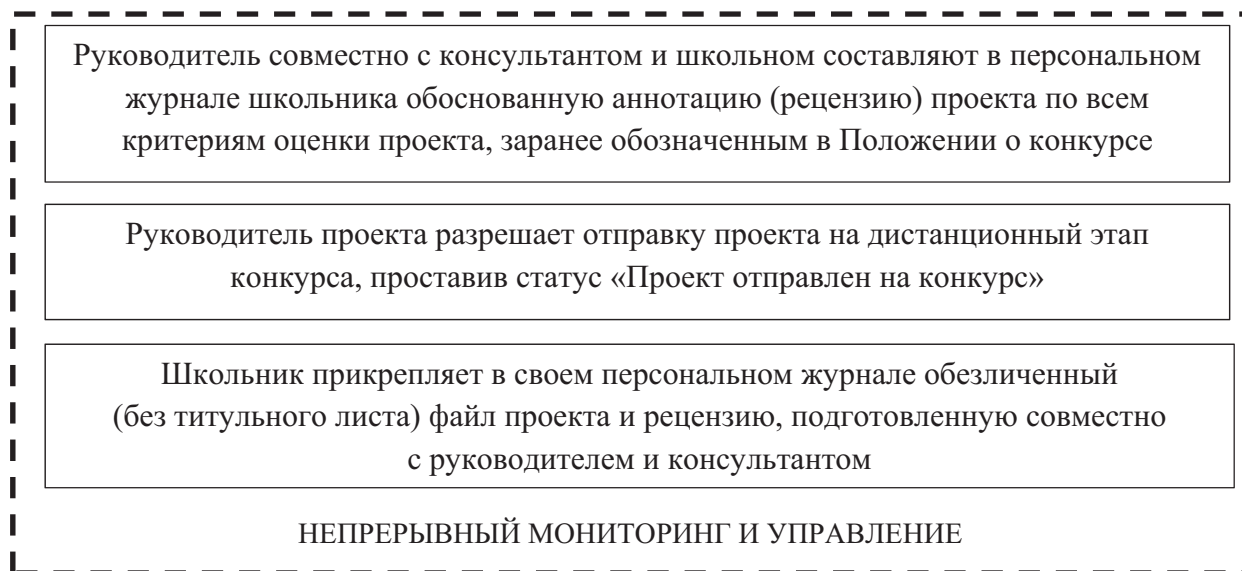 Руководитель совместно с консультантом и школьном составляют в персональном
журнале школьника обоснованную аннотацию (рецензию) проекта по всем
критериям оценки проекта, заранее обозначенным в Положении о конкурсе
Руководитель проекта разрешает отправку проекта на дистанционный этап
конкурса, проставив статус «Проект отправлен на конкурс»
Школьник прикрепляет в своем персональном журнале обезличенный
(без титульного листа) файл проекта и рецензию, подготовленную совместно
с руководителем и консультантом
НЕПРЕРЫВНЫЙ МОНИТОРИНГ И УПРАВЛЕНИЕ